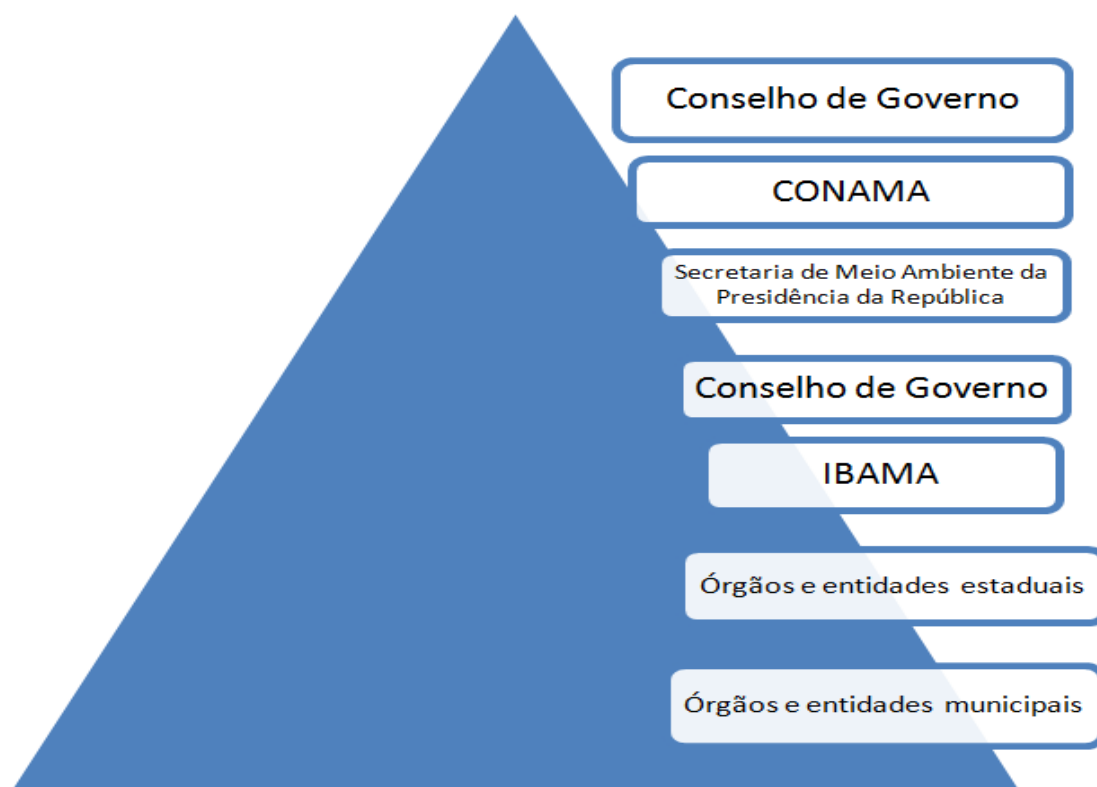 Conselho de Governo
CONAMA
Secretaria de Meio Ambiente da
Presidência da República
Conselho de Governo
IBAMA
Órgãos e entidades estaduais
Órgãos e entidades municipais